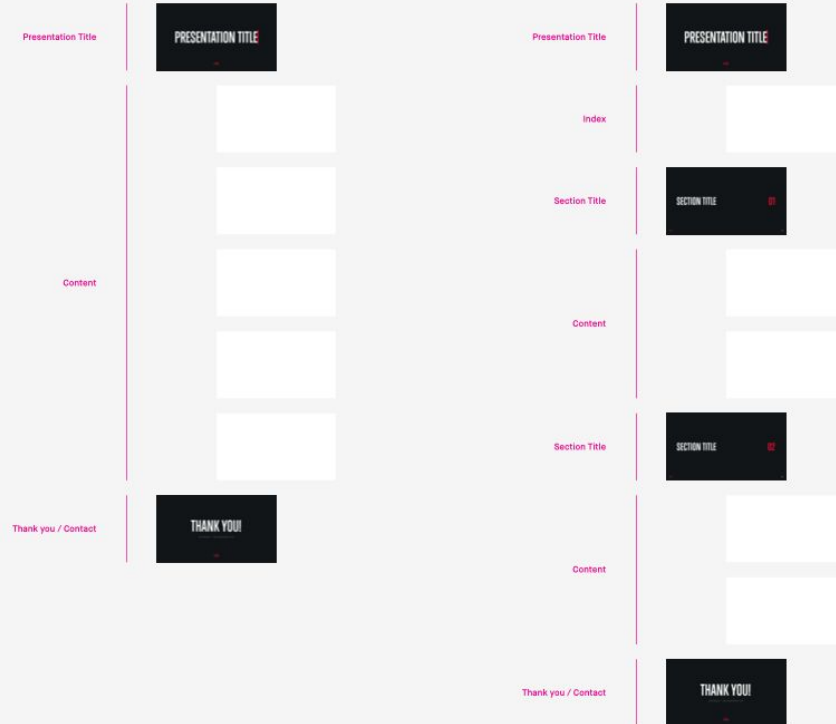 Presentation Title
PRESENTATION TITLE
Content
Thank you / Contact
THANK YOU!
Presentation Title
PRESENTATION TITLE
Index
Section Title
SECTION TITLE
01
Content
Section Title
SECTION TITLE
02
Content
Thank you / Contact
THANK YOU!